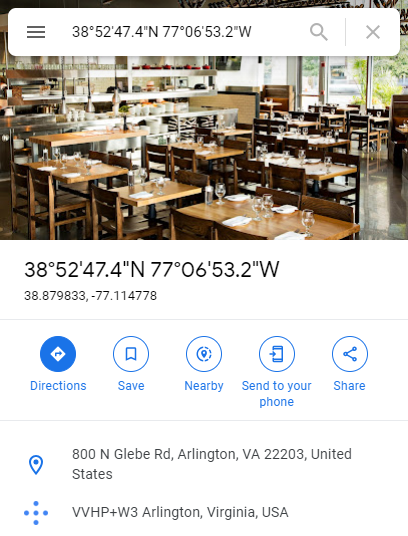 38°52'47.4"N 77°06'53.2"W
38°52'47.4"N 77°06'53.2"W
38.879833, -77.114778
Directions
Save
Nearby
Send to your
phone
Share
800 N Glebe Rd, Arlington, VA 22203, United
States
VVHP+W3 Arlington, Virginia, USA